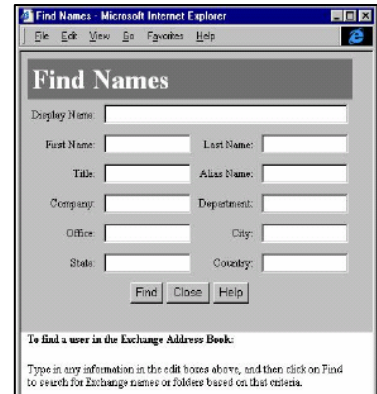 Find Names - Microsoft Internet Explorer
File Edit View Go Favorites Help
Find Names
Display Name:
First Name: Last Name:
Title: Alias Name:
Company: Department:
Office: City:
State: Country:
Find Close Help
To find a user in the Exchange Address Book:
Type in any information in the edit boxes above, and then click on Find
to search for Exchange names or folders based on that criteria.